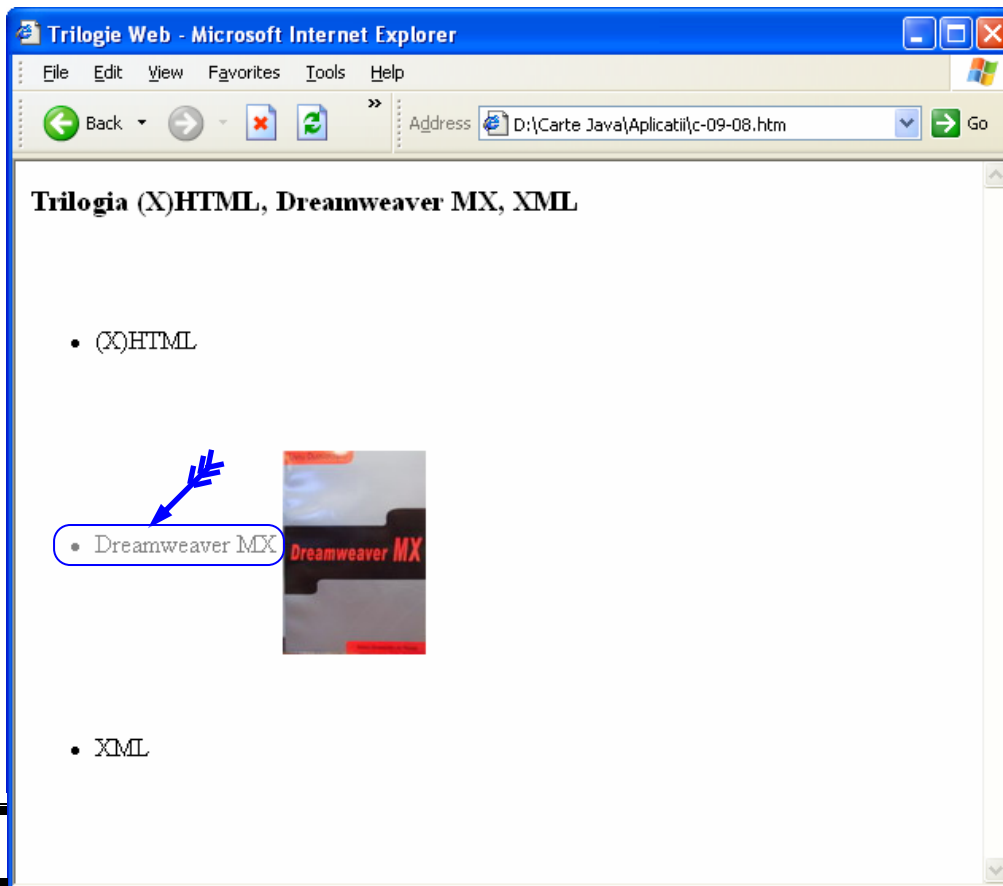 Trilogie Web - Microsoft Internet Explorer
File Edit View Favorites Tools Help
Back » Address D:\Carte Java\Aplicatii\c-09-08.htm Go
Trilogia (X)HTML, Dreamweaver MX, XML
• (X)HTML
• Dreamweaver MX
Dreamweaver MX
• XML